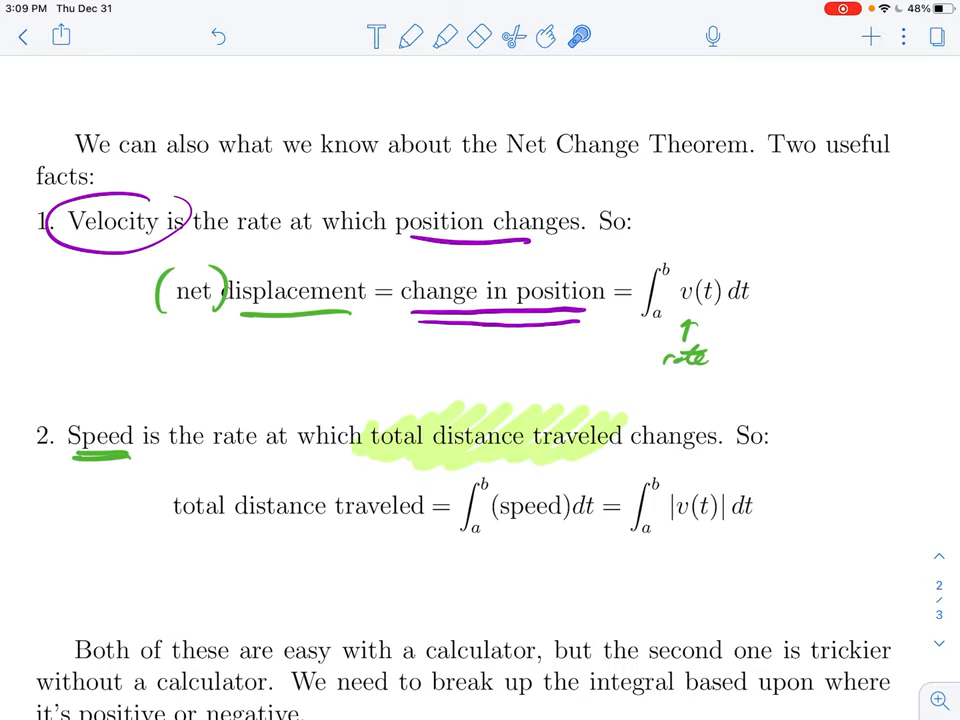 3:09 PM Thu Dec 31
48%
We can also what we know about the Net Change Theorem. Two useful
facts:
1. Velocity is the rate at which position changes. So:
(net) displacement = change in position = ∫_a^b v(t) dt
rate
2. Speed is the rate at which total distance traveled changes. So:
total distance traveled = ∫_a^b (speed)dt = ∫_a^b |v(t)| dt
2
/
3
Both of these are easy with a calculator, but the second one is trickier
without a calculator. We need to break up the integral based upon where
it's positive or negative.